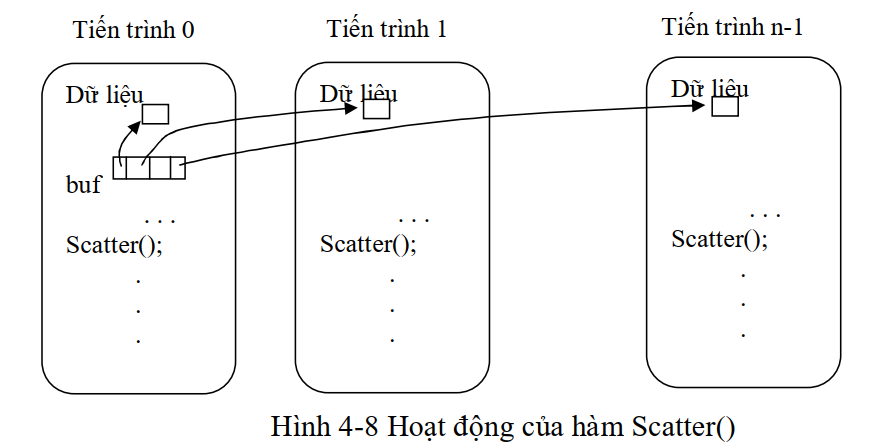 Tiến trình 0
Tiến trình 1
Tiến trình n-1
Dữ liệu
buf
. . .
Scatter();
.
.
.
Dữ liệu
. . .
Scatter();
.
.
.
Dữ liệu
. . .
Scatter();
.
.
.
Hình 4-8 Hoạt động của hàm Scatter()